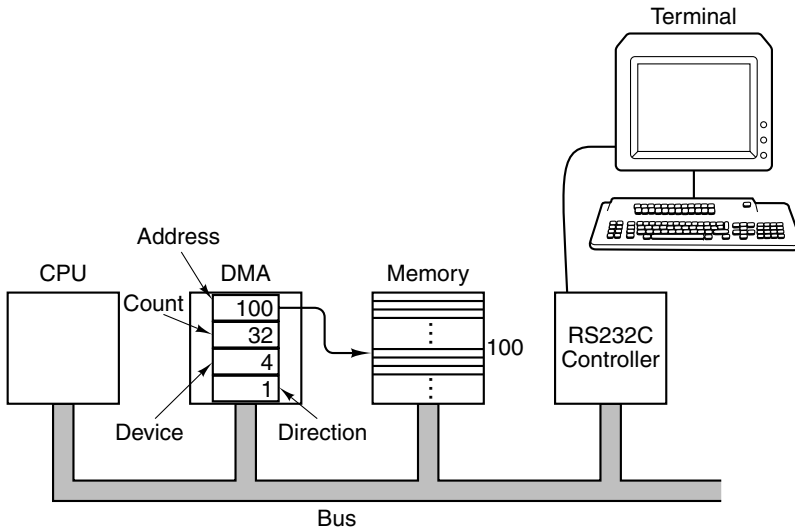 Terminal
Address
CPU
DMA
Memory
Count
100
32
4
1
100
RS232C
Controller
Device
Direction
Bus